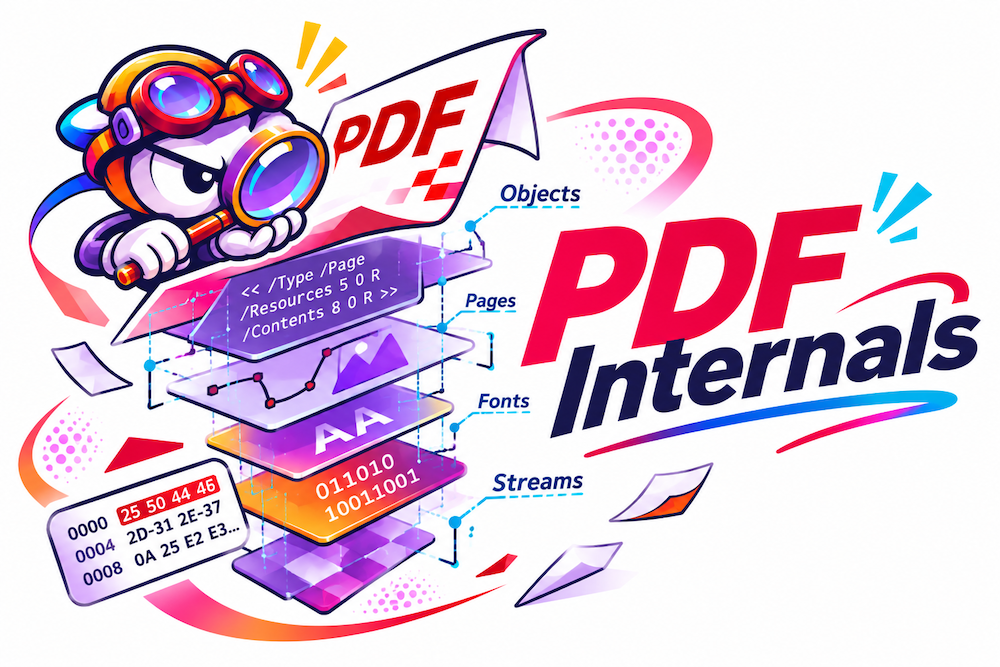 PDF
Objects
<< /Type /Page
/Resources 5 0 R
/Contents 8 0 R >>
Pages
AA
Fonts
011010
10011001
Streams
0000 25 50 44 46
0004 2D-31 2E-37
0008 0A 25 E2 E3...
PDF
Internals